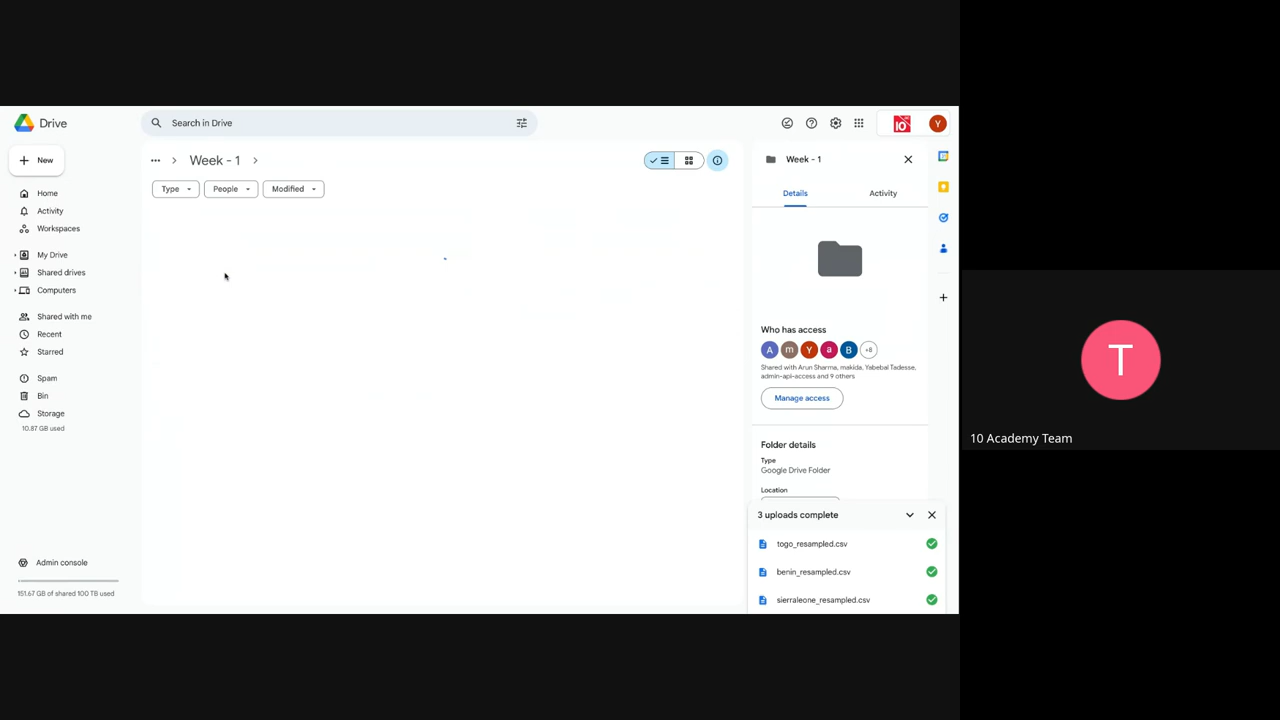 Drive
Search in Drive
10
Y
New
Week - 1
Week - 1
Type
People
Modified
Details
Activity
Home
Activity
Workspaces
My Drive
Shared drives
Computers
Shared with me
Recent
Starred
Spam
Bin
Storage
10.87 GB used
Admin console
151.67 GB of shared 100 TB used
Who has access
A m Y a B +8
Shared with Arun Sharma, makida, Yabebal Tadesse,
admin-api-access and 9 others
Manage access
Folder details
Type
Google Drive Folder
Location
3 uploads complete
togo_resampled.csv
benin_resampled.csv
sierraleone_resampled.csv
T
10 Academy Team